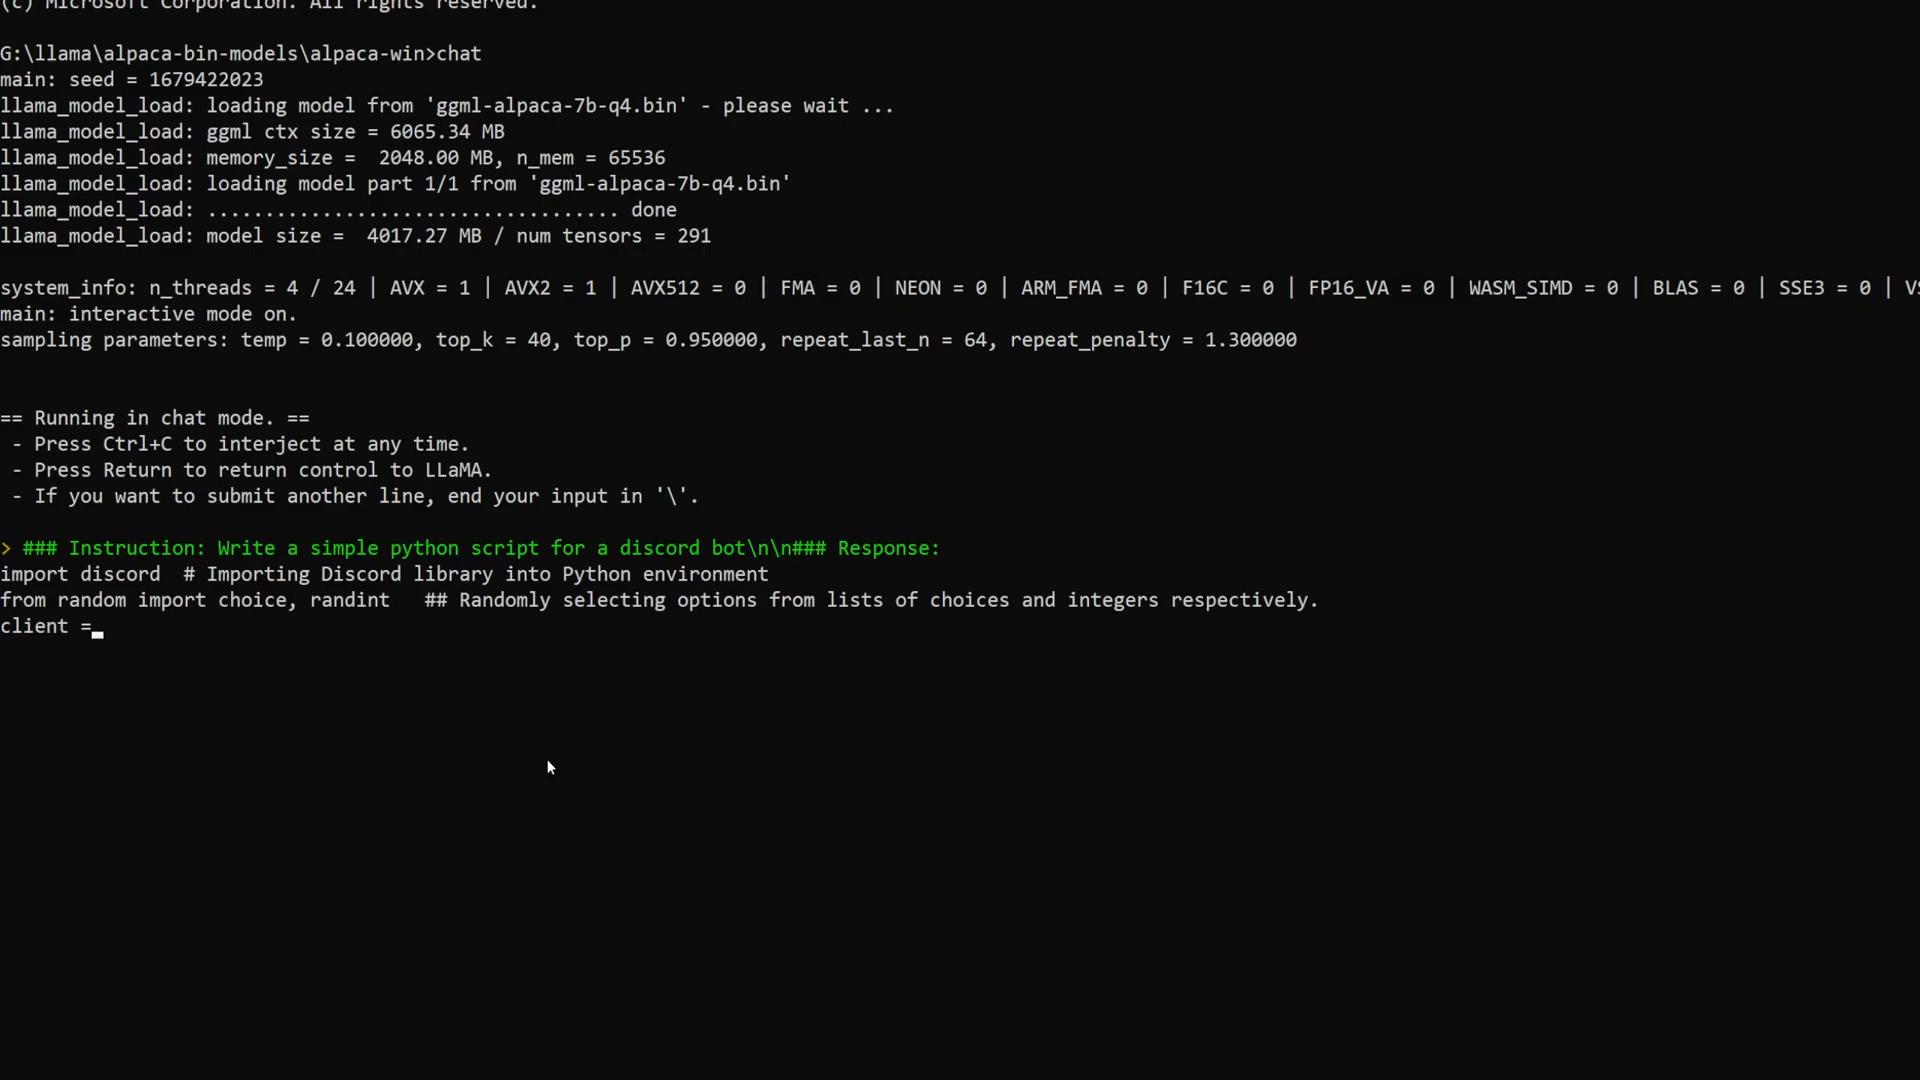 (c) Microsoft Corporation. All rights reserved.
G:\llama\alpaca-bin-models\alpaca-win>chat
main: seed = 1679422023
llama_model_load: loading model from 'ggml-alpaca-7b-q4.bin' - please wait ...
llama_model_load: ggml ctx size = 6065.34 MB
llama_model_load: memory_size =  2048.00 MB, n_mem = 65536
llama_model_load: loading model part 1/1 from 'ggml-alpaca-7b-q4.bin'
llama_model_load: .................................... done
llama_model_load: model size =  4017.27 MB / num tensors = 291
system_info: n_threads = 4 / 24 | AVX = 1 | AVX2 = 1 | AVX512 = 0 | FMA = 0 | NEON = 0 | ARM_FMA = 0 | F16C = 0 | FP16_VA = 0 | WASM_SIMD = 0 | BLAS = 0 | SSE3 = 0 |
main: interactive mode on.
sampling parameters: temp = 0.100000, top_k = 40, top_p = 0.950000, repeat_last_n = 64, repeat_penalty = 1.300000
== Running in chat mode. ==
 - Press Ctrl+C to interject at any time.
 - Press Return to return control to LLaMA.
 - If you want to submit another line, end your input in '\'.
> ### Instruction: Write a simple python script for a discord bot\n\n### Response:
import discord  # Importing Discord library into Python environment
from random import choice, randint   ## Randomly selecting options from lists of choices and integers respectively.
client =